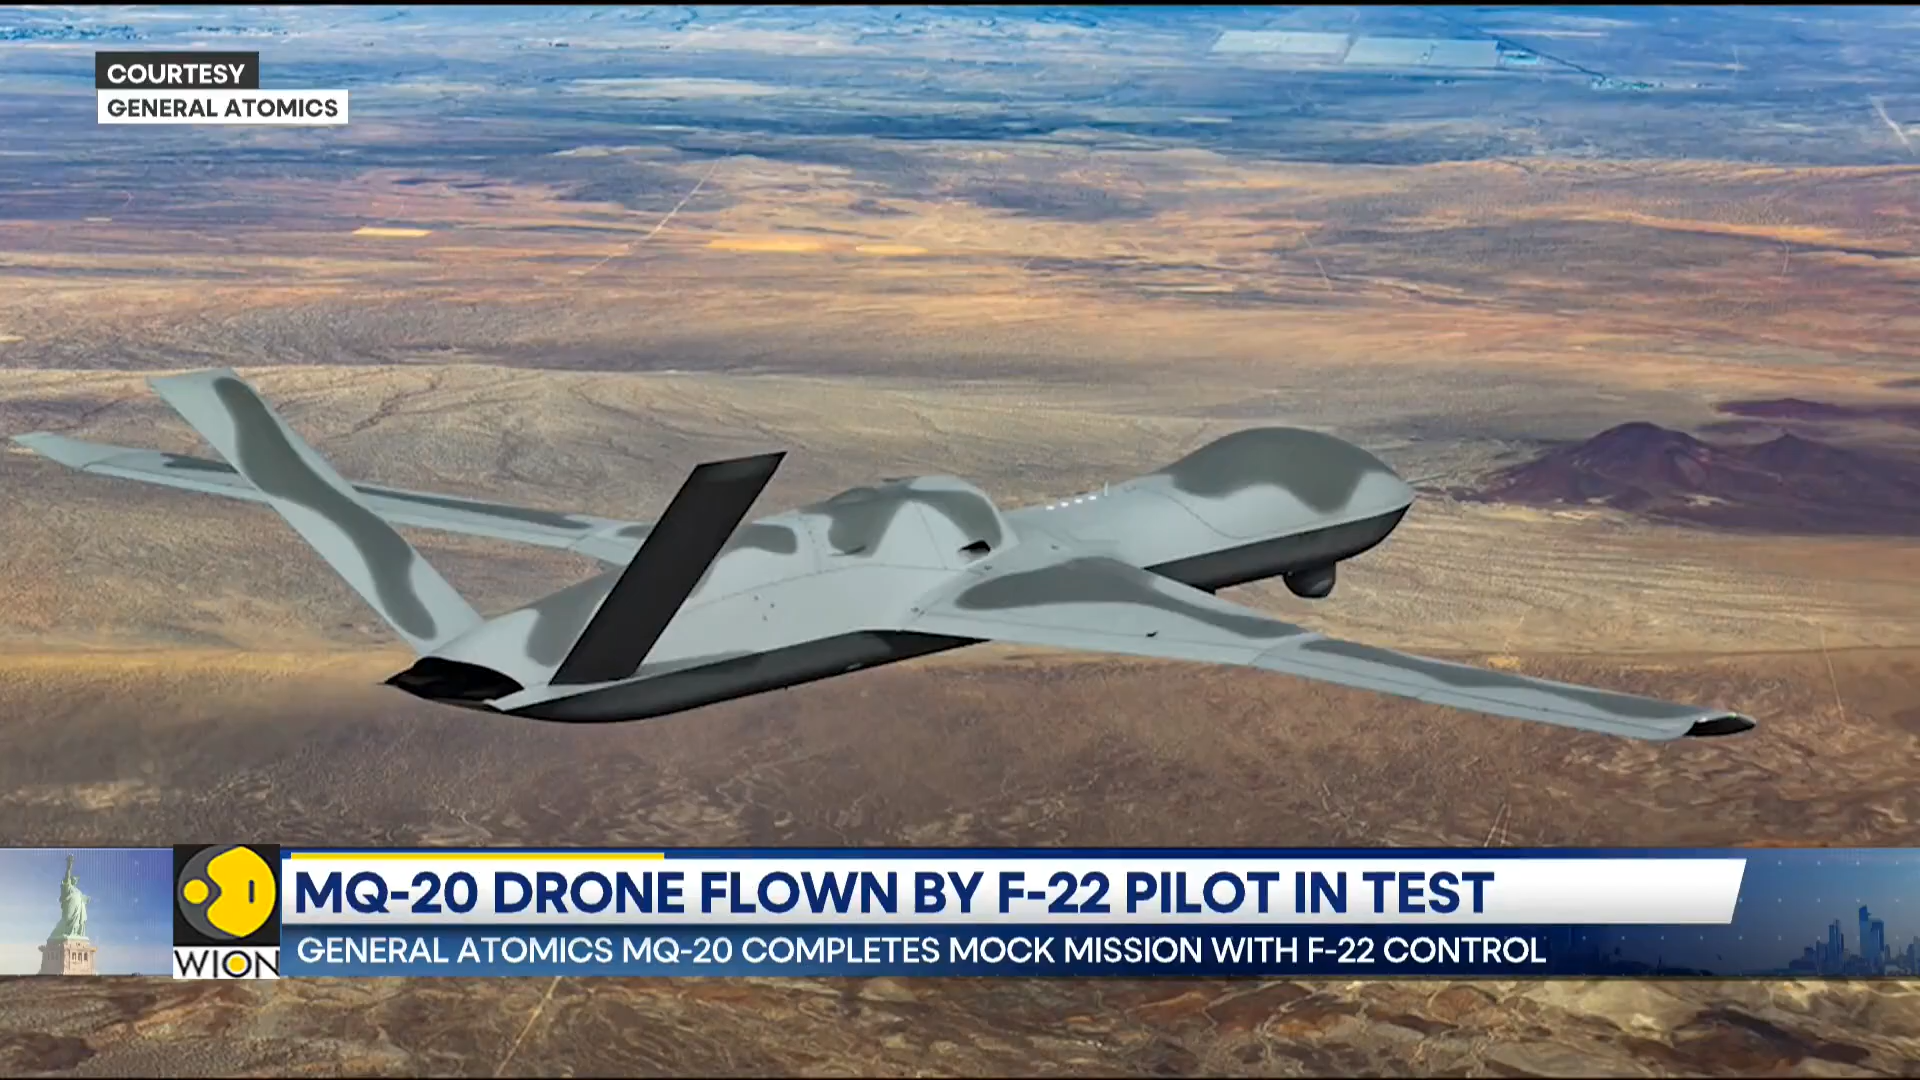 COURTESY
GENERAL ATOMICS
MQ-20 DRONE FLOWN BY F-22 PILOT IN TEST
GENERAL ATOMICS MQ-20 COMPLETES MOCK MISSION WITH F-22 CONTROL
WION